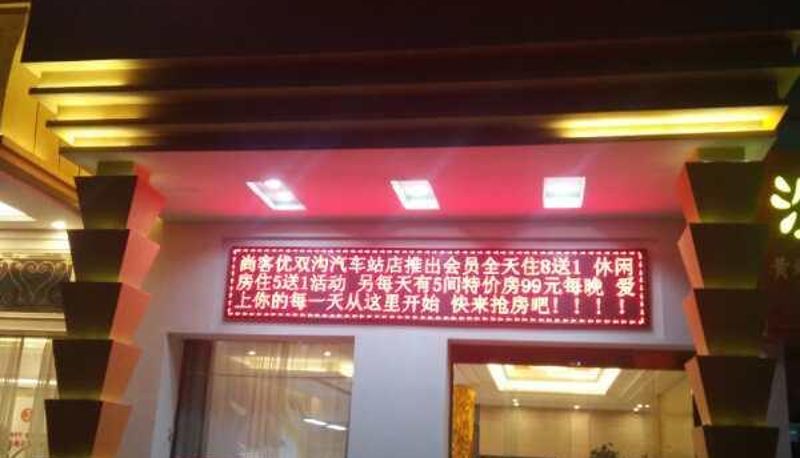 尚客优双沟汽车站店推出会员全天住8送1 休闲
房住5送1活动 另每天有5间特价房99元每晚 爱
上你的每一天从这里开始 快来抢房吧！！！！